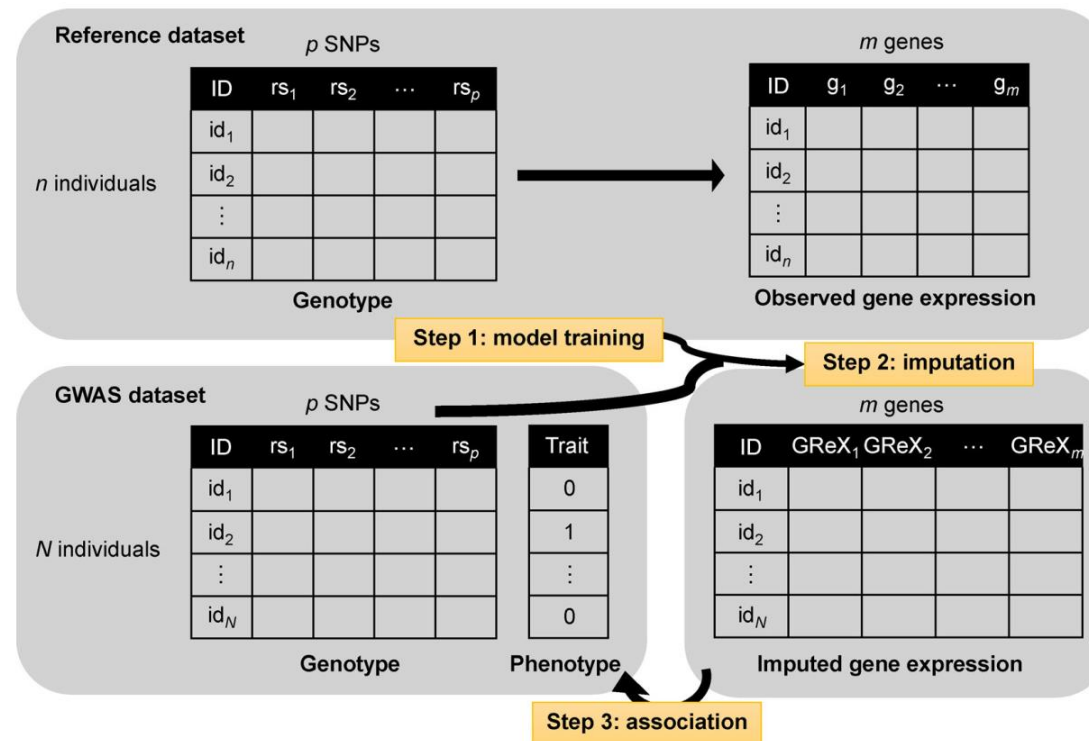 Reference dataset
p SNPs
m genes
ID rs₁ rs₂ ⋯ rsₚ
id₁
id₂
⋮
idₙ
n individuals
Genotype
ID g₁ g₂ ⋯ gₘ
id₁
id₂
⋮
idₙ
Observed gene expression
Step 1: model training
Step 2: imputation
GWAS dataset
p SNPs
ID rs₁ rs₂ ⋯ rsₚ
id₁
id₂
⋮
id_N
N individuals
Genotype
Trait
0
1
⋮
0
Phenotype
m genes
ID GReX₁ GReX₂ ⋯ GReXₘ
id₁
id₂
⋮
id_N
Imputed gene expression
Step 3: association